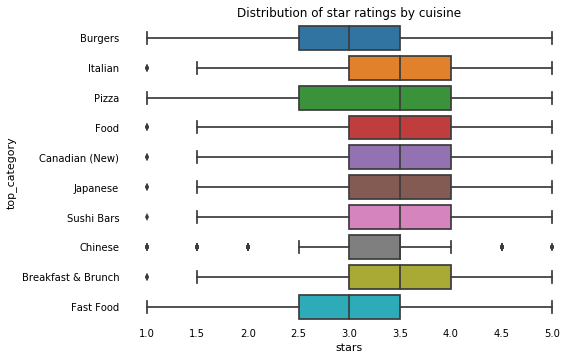 Distribution of star ratings by cuisine
top_category
Burgers
Italian
Pizza
Food
Canadian (New)
Japanese
Sushi Bars
Chinese
Breakfast & Brunch
Fast Food
1.0 1.5 2.0 2.5 3.0 3.5 4.0 4.5 5.0
stars